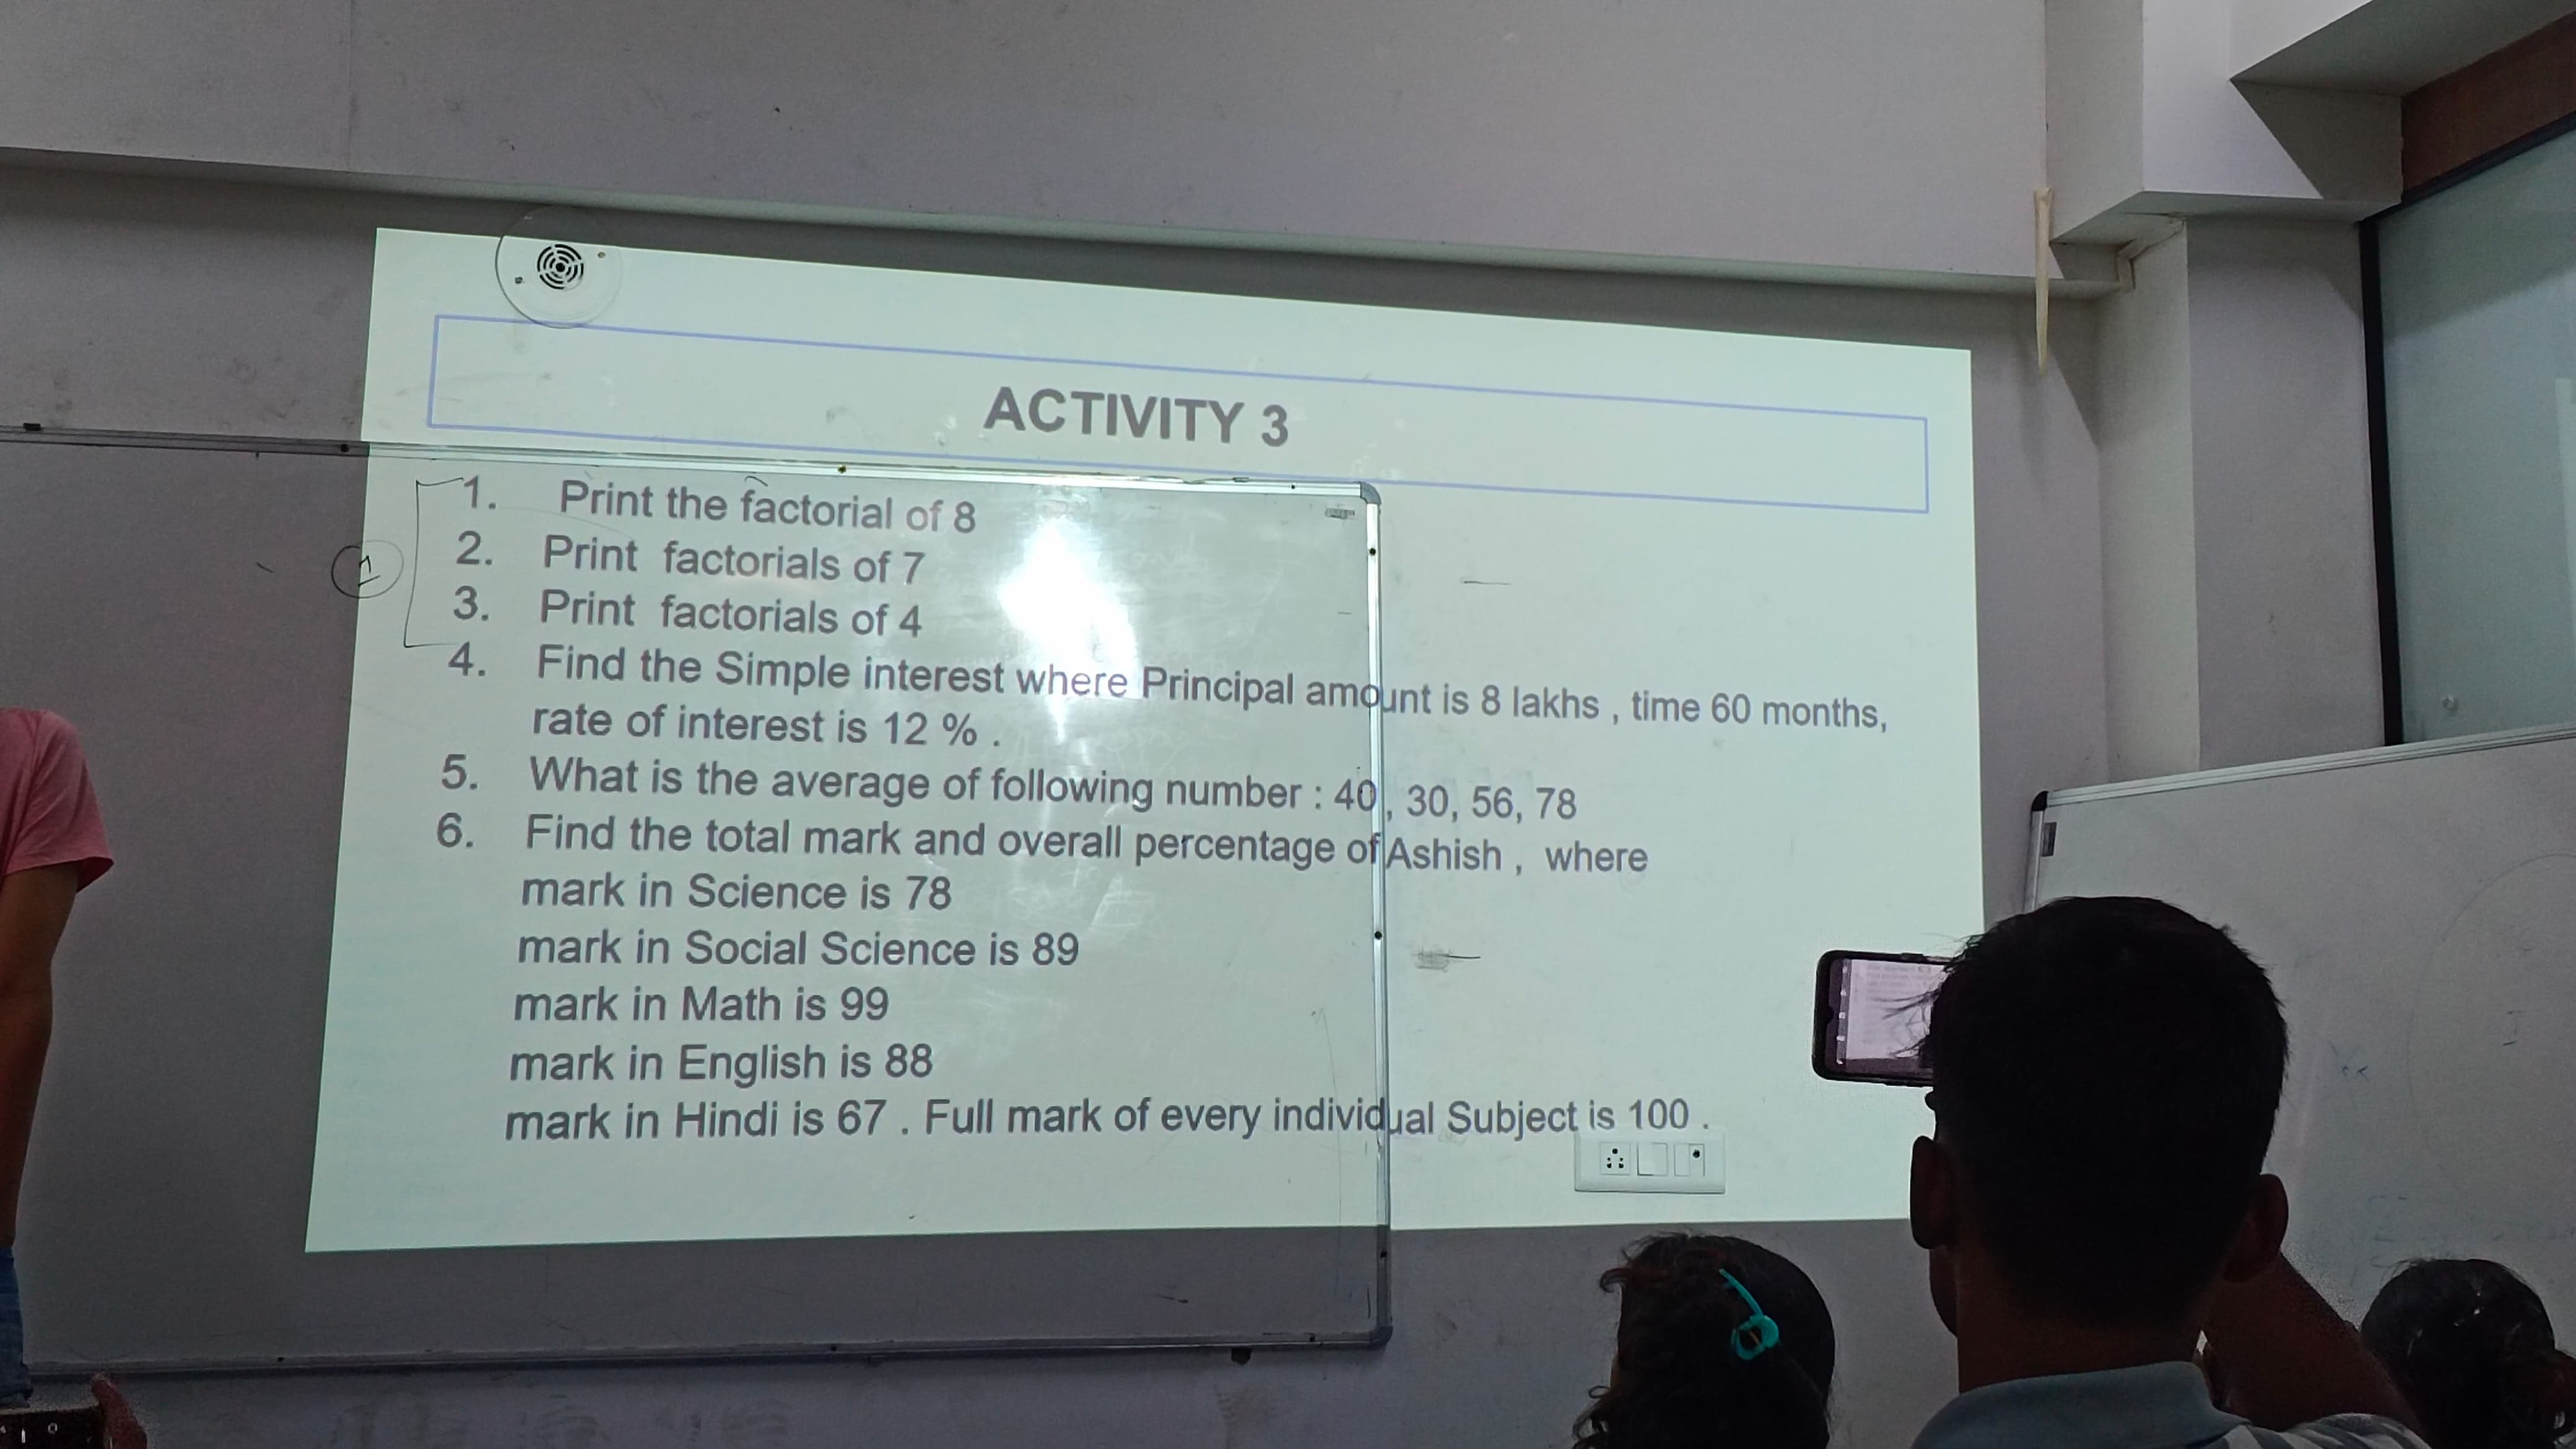 ACTIVITY 3
1. Print the factorial of 8
2. Print factorials of 7
3. Print factorials of 4
4. Find the Simple interest where Principal amount is 8 lakhs , time 60 months,
rate of interest is 12 % .
5. What is the average of following number : 40 , 30, 56, 78
6. Find the total mark and overall percentage of Ashish , where
mark in Science is 78
mark in Social Science is 89
mark in Math is 99
mark in English is 88
mark in Hindi is 67 . Full mark of every individual Subject is 100 .